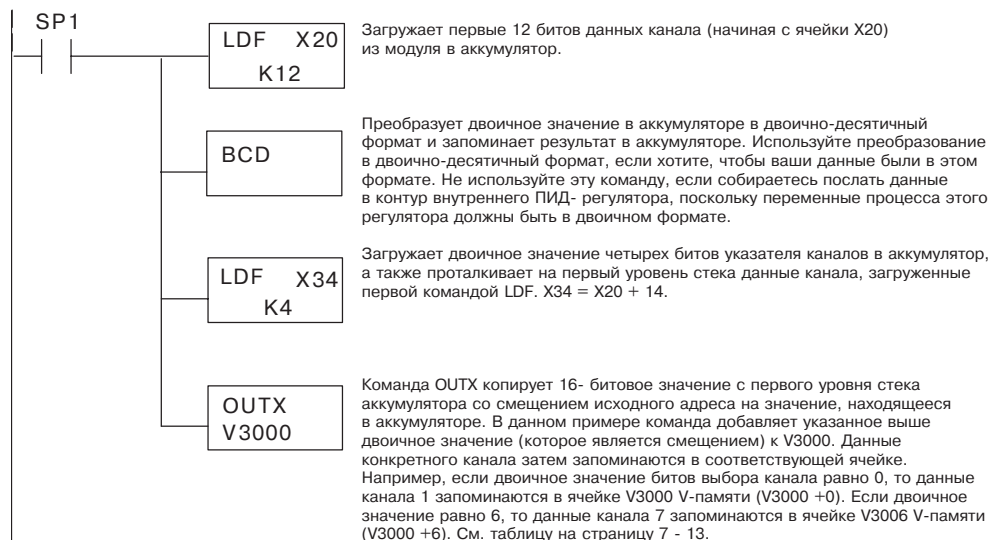 SP1
LDF X20
K12
Загружает первые 12 битов данных канала (начиная с ячейки X20)
из модуля в аккумулятор.
BCD
Преобразует двоичное значение в аккумуляторе в двоично-десятичный
формат и запоминает результат в аккумуляторе. Используйте преобразование
в двоично-десятичный формат, если хотите, чтобы ваши данные были в этом
формате. Не используйте эту команду, если собираетесь послать данные
в контур внутреннего ПИД- регулятора, поскольку переменные процесса этого
регулятора должны быть в двоичном формате.
LDF X34
K4
Загружает двоичное значение четырех битов указателя каналов в аккумулятор,
а также проталкивает на первый уровень стека данные канала, загруженные
первой командой LDF. X34 = X20 + 14.
OUTX
V3000
Команда OUTX копирует 16- битовое значение с первого уровня стека
аккумулятора со смещением исходного адреса на значение, находящееся
в аккумуляторе. В данном примере команда добавляет указанное выше
двоичное значение (которое является смещением) к V3000. Данные
конкретного канала затем запоминаются в соответствующей ячейке.
Например, если двоичное значение битов выбора канала равно 0, то данные
канала 1 запоминаются в ячейке V3000 V-памяти (V3000 +0). Если двоичное
значение равно 6, то данные канала 7 запоминаются в ячейке V3006 V-памяти
(V3000 +6). См. таблицу на страницу 7 - 13.